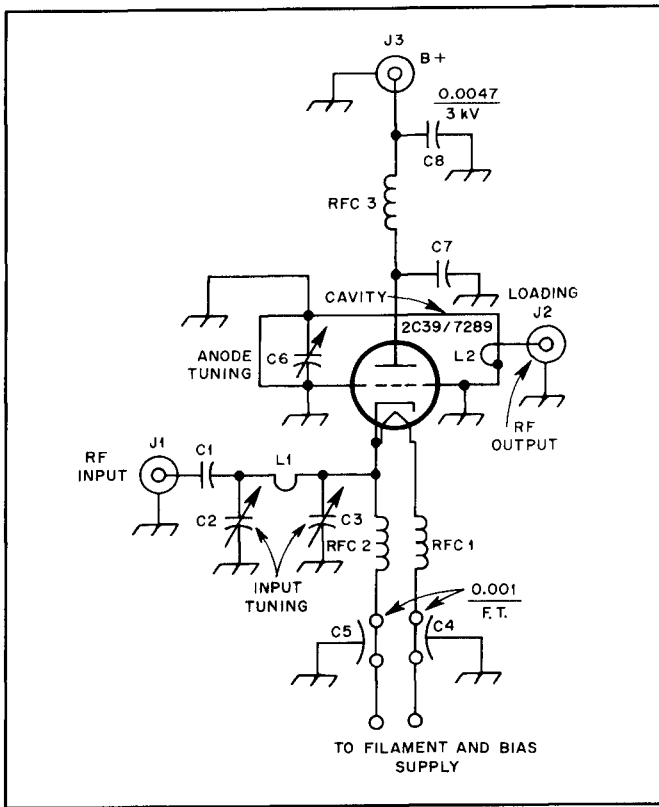 J3
B+
0.0047
3 kV
C8
RFC 3
C7
CAVITY
LOADING
J2
2C39/7289
ANODE
TUNING
C6
L2
J1
RF
INPUT
C1
L1
RF
OUTPUT
C2
C3
RFC 2
RFC 1
INPUT
TUNING
0.001
F.T.
C5
C4
TO FILAMENT AND BIAS
SUPPLY